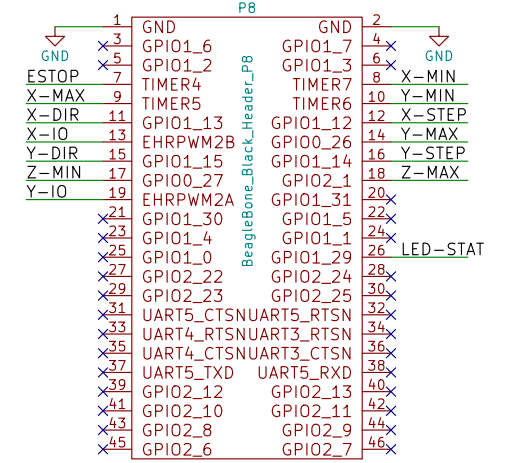 P8
1 GND GND 2
GND GND
3 GPIO1_6 GPIO1_7 4
5 GPIO1_2 GPIO1_3 6
ESTOP 7 TIMER4 TIMER7 8 X-MIN
X-MAX 9 TIMER5 TIMER6 10 Y-MIN
X-DIR 11 GPIO1_13 GPIO1_12 12 X-STEP
X-IO 13 EHRPWM2B GPIO0_26 14 Y-MAX
Y-DIR 15 GPIO1_15 GPIO1_14 16 Y-STEP
Z-MIN 17 GPIO0_27 GPIO2_1 18 Z-MAX
Y-IO 19 EHRPWM2A GPIO1_31 20
21 GPIO1_30 GPIO1_5 22
23 GPIO1_4 GPIO1_1 24
25 GPIO1_0 GPIO1_29 26 LED-STAT
27 GPIO2_22 GPIO2_24 28
29 GPIO2_23 GPIO2_25 30
31 UART5_CTSN UART5_RTSN 32
33 UART4_RTSN UART3_RTSN 34
35 UART4_CTSN UART3_CTSN 36
37 UART5_TXD UART5_RXD 38
39 GPIO2_12 GPIO2_13 40
41 GPIO2_10 GPIO2_11 42
43 GPIO2_8 GPIO2_9 44
45 GPIO2_6 GPIO2_7 46
BeagleBone_Black_Header_P8